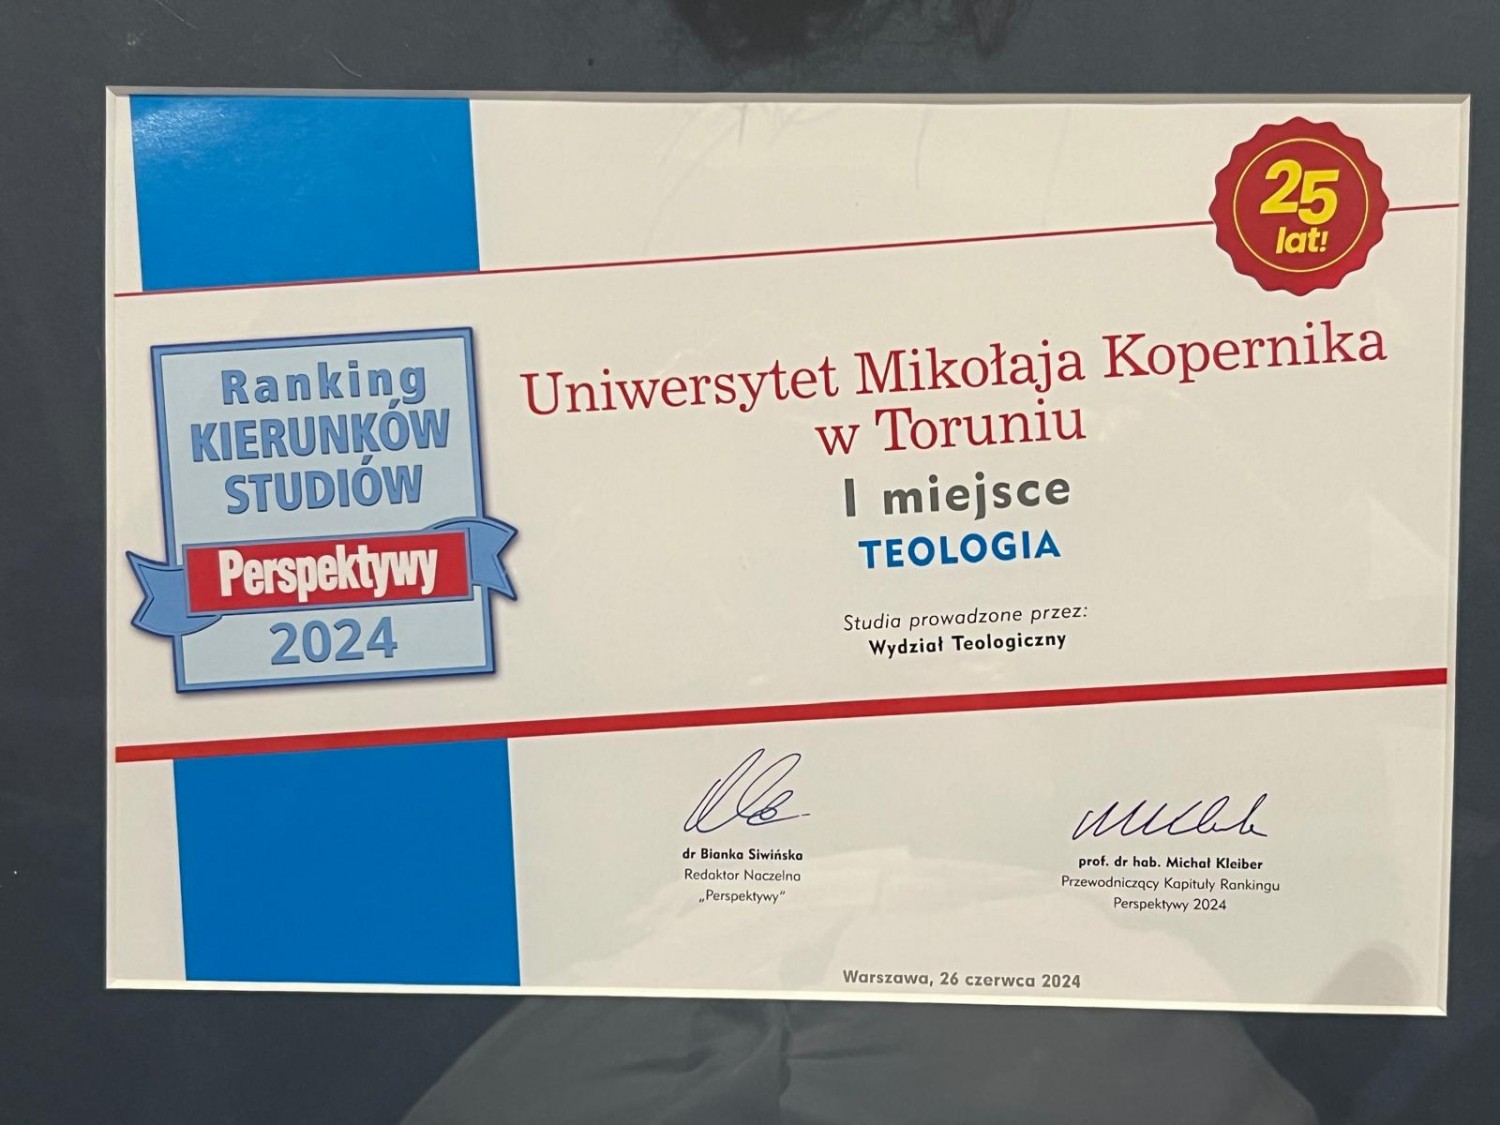 25
lat!
Ranking
KIERUNKÓW
STUDIÓW
Perspektywy
2024
Uniwersytet Mikołaja Kopernika
w Toruniu
I miejsce
TEOLOGIA
Studia prowadzone przez:
Wydział Teologiczny
dr Bianka Siwińska
Redaktor Naczelna
„Perspektywy”
prof. dr hab. Michał Kleiber
Przewodniczący Kapituły Rankingu
Perspektywy 2024
Warszawa, 26 czerwca 2024